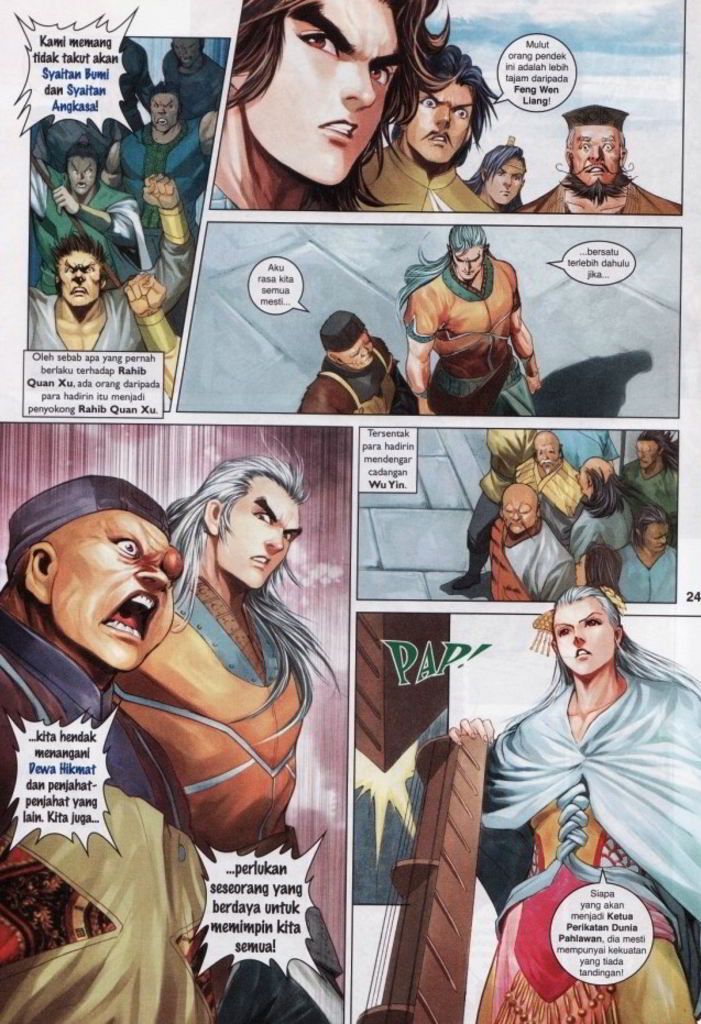 Kami memang
tidak takut akan
Syaitan Bumi
dan Syaitan
Angkasa!
Mulut
orang pendek
ini adalah lebih
tajam daripada
Feng Wen
Liang!
Oleh sebab apa yang pernah
berlaku terhadap Rahib
Quan Xu, ada orang daripada
para hadirin itu menjadi
penyokong Rahib Quan Xu.
Aku
rasa kita
semua
mesti...
...bersatu
terlebih dahulu
jika...
...kita hendak
menangani
Dewa Hikmat
dan penjahat-
penjahat yang
lain. Kita juga...
...perlukan
seseorang yang
berdaya untuk
memimpin kita
semua!
Tersentak
para hadirin
mendengar
cadangan
Wu Yin.
24
PAP!
Siapa
yang akan
menjadi Ketua
Perikatan Dunia
Pahlawan, dia mesti
mempunyai kekuatan
yang tiada
tandingan!